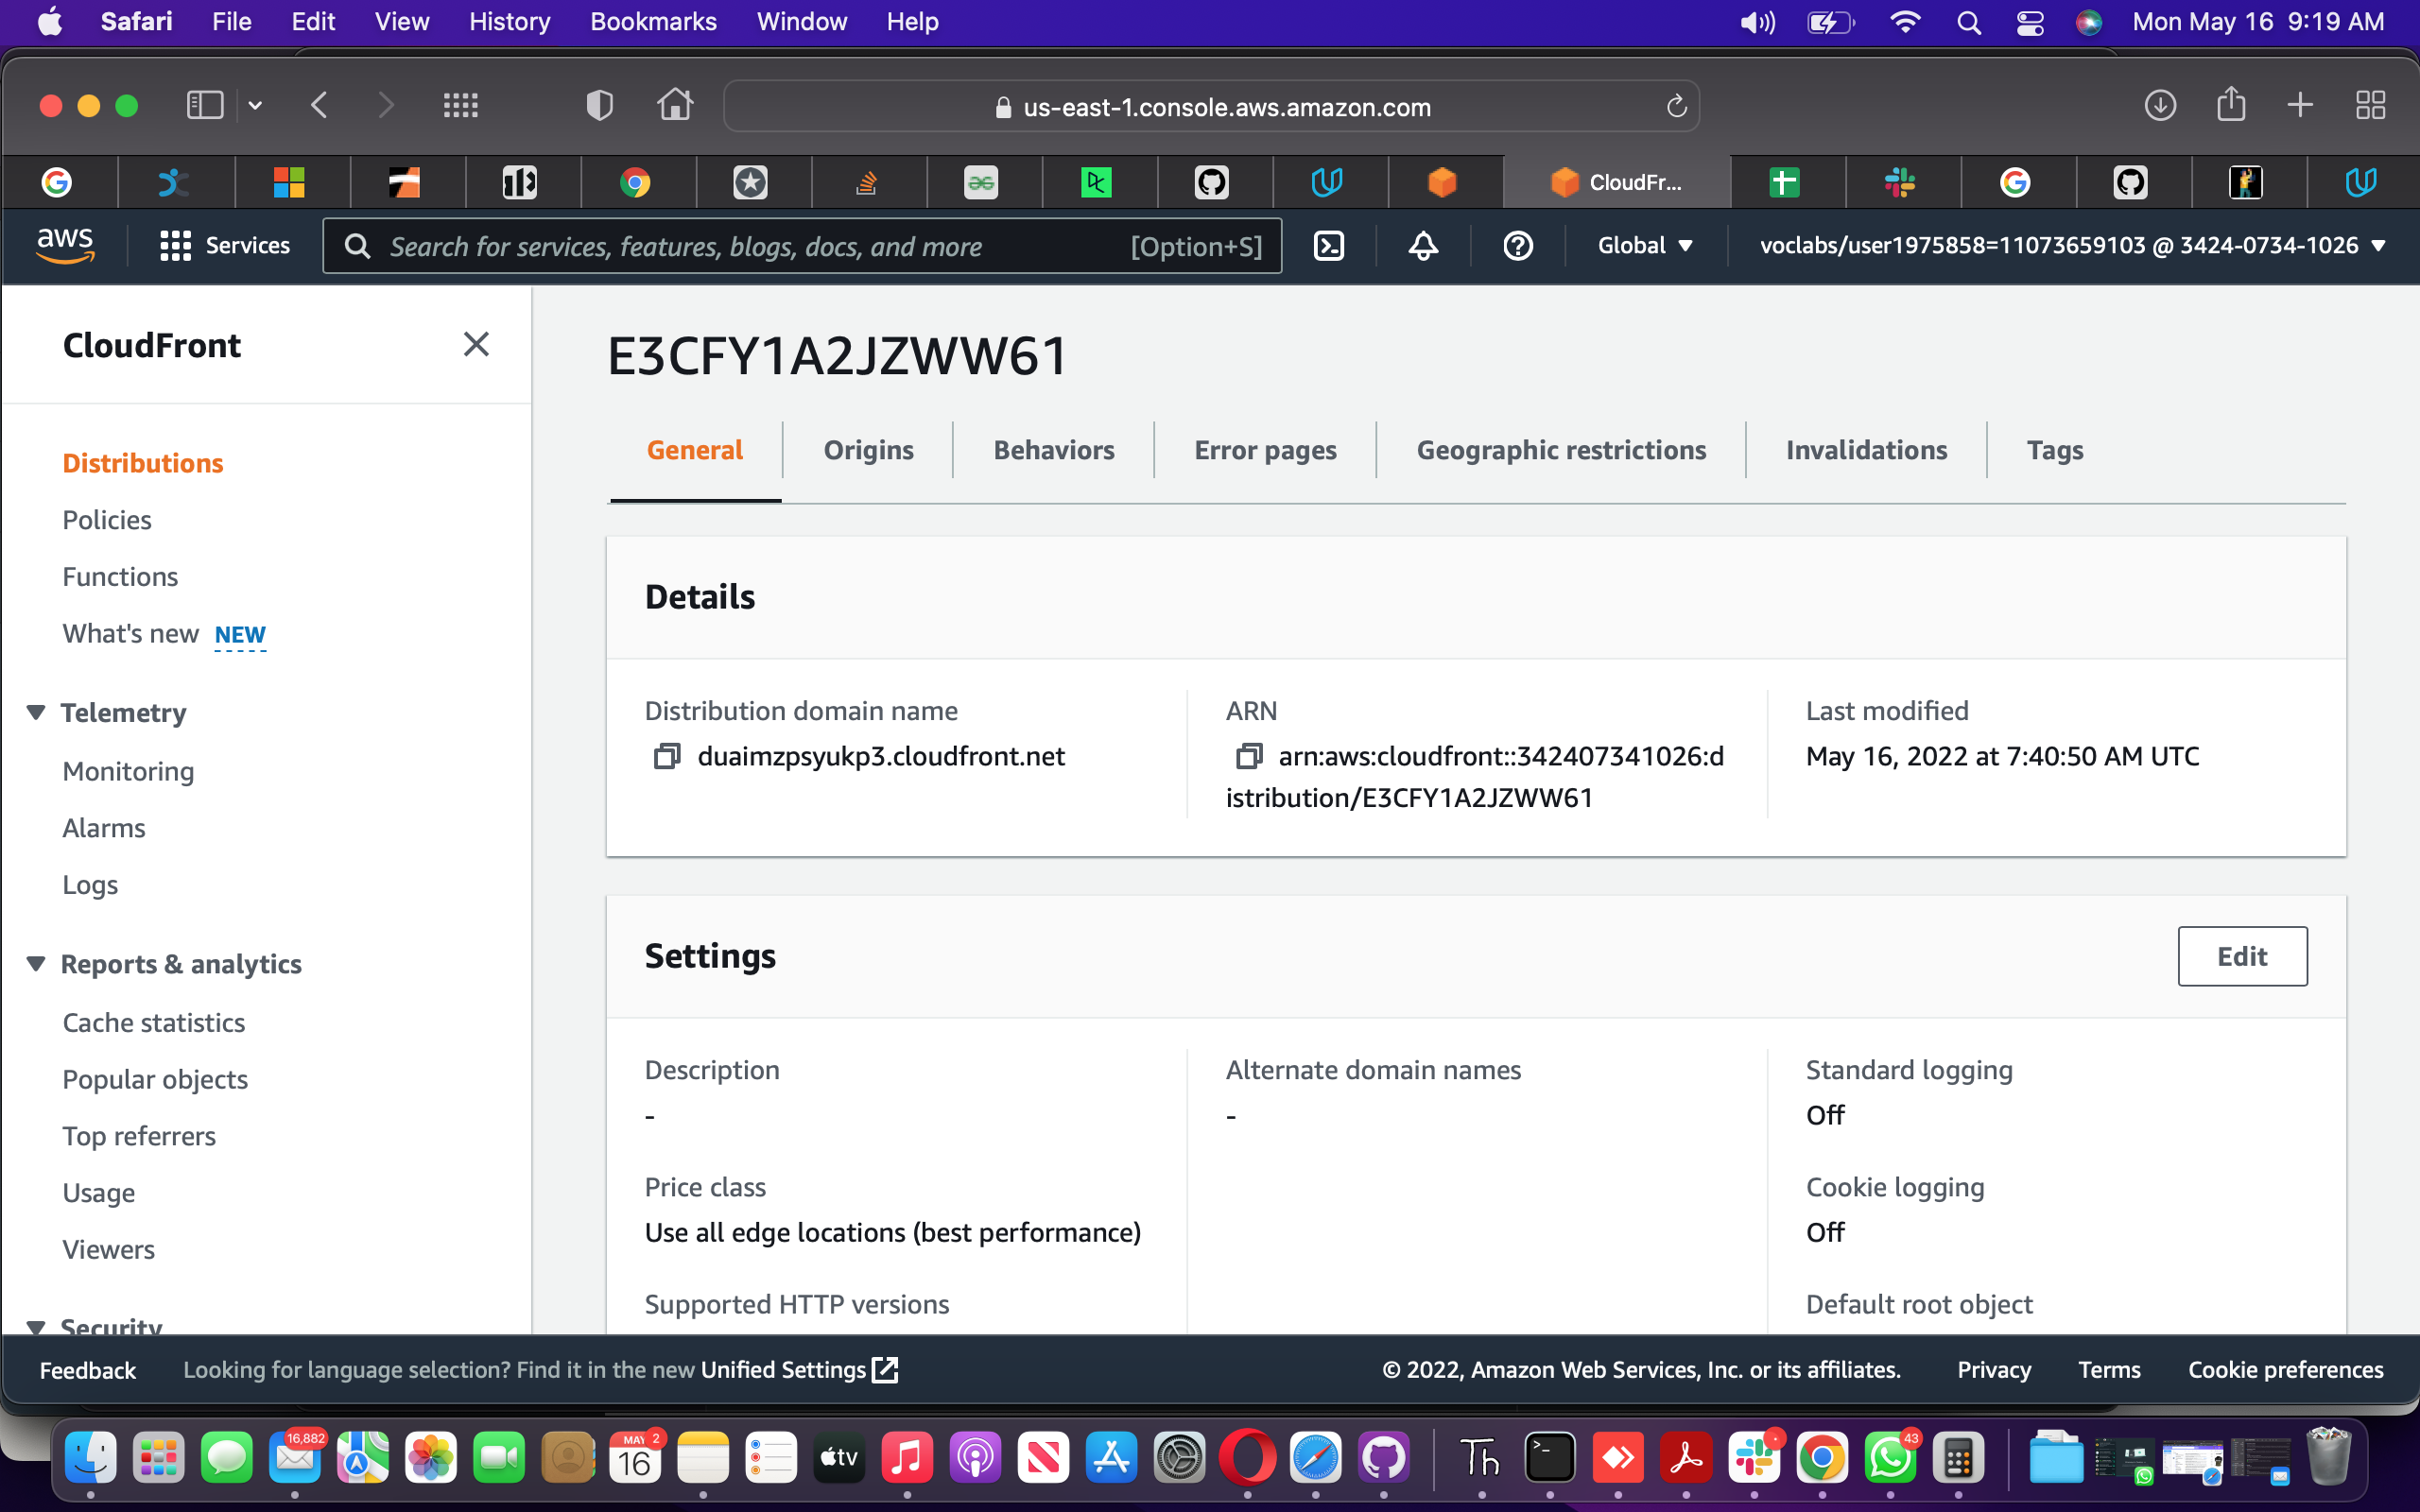 Safari File Edit View History Bookmarks Window Help Mon May 16 9:19 AM
us-east-1.console.aws.amazon.com
CloudFr...
aws Services Search for services, features, blogs, docs, and more [Option+S] Global voclabs/user1975858=11073659103 @ 3424-0734-1026
CloudFront
Distributions
Policies
Functions
What's new NEW
Telemetry
Monitoring
Alarms
Logs
Reports & analytics
Cache statistics
Popular objects
Top referrers
Usage
Viewers
Security
E3CFY1A2JZWW61
General Origins Behaviors Error pages Geographic restrictions Invalidations Tags
Details
Distribution domain name
duaimzpsyukp3.cloudfront.net
ARN
arn:aws:cloudfront::342407341026:d
istribution/E3CFY1A2JZWW61
Last modified
May 16, 2022 at 7:40:50 AM UTC
Settings
Edit
Description
-
Price class
Use all edge locations (best performance)
Supported HTTP versions
Alternate domain names
-
Standard logging
Off
Cookie logging
Off
Default root object
Feedback Looking for language selection? Find it in the new Unified Settings © 2022, Amazon Web Services, Inc. or its affiliates. Privacy Terms Cookie preferences
16,882
MAY 2
16
tv
Th
43